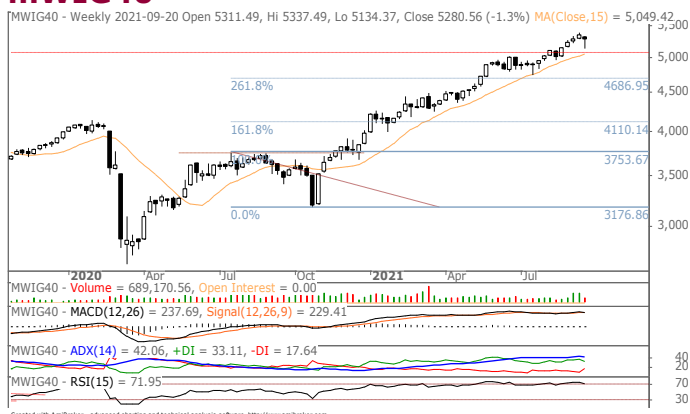 MWIG40
MWIG40 - Weekly 2021-09-20 Open 5311.49, Hi 5337.49, Lo 5134.37, Close 5280.56 (-1.3%) MA(Close,15) = 5,049.42
5,500
5,000
261.8% 4686.95
4,500
161.8% 4110.14
4,000
3753.67
3,500
0.0% 3176.86
3,000
2020 Apr Jul Oct 2021 Apr Jul
MWIG40 - Volume = 689,170.56, Open Interest = 0.00
MWIG40 - MACD(12,26) = 237.69, Signal(12,26,9) = 229.41
MWIG40 - ADX(14) = 42.06, +DI = 33.11, -DI = 17.64
40
20
MWIG40 - RSI(15) = 71.95
70
30